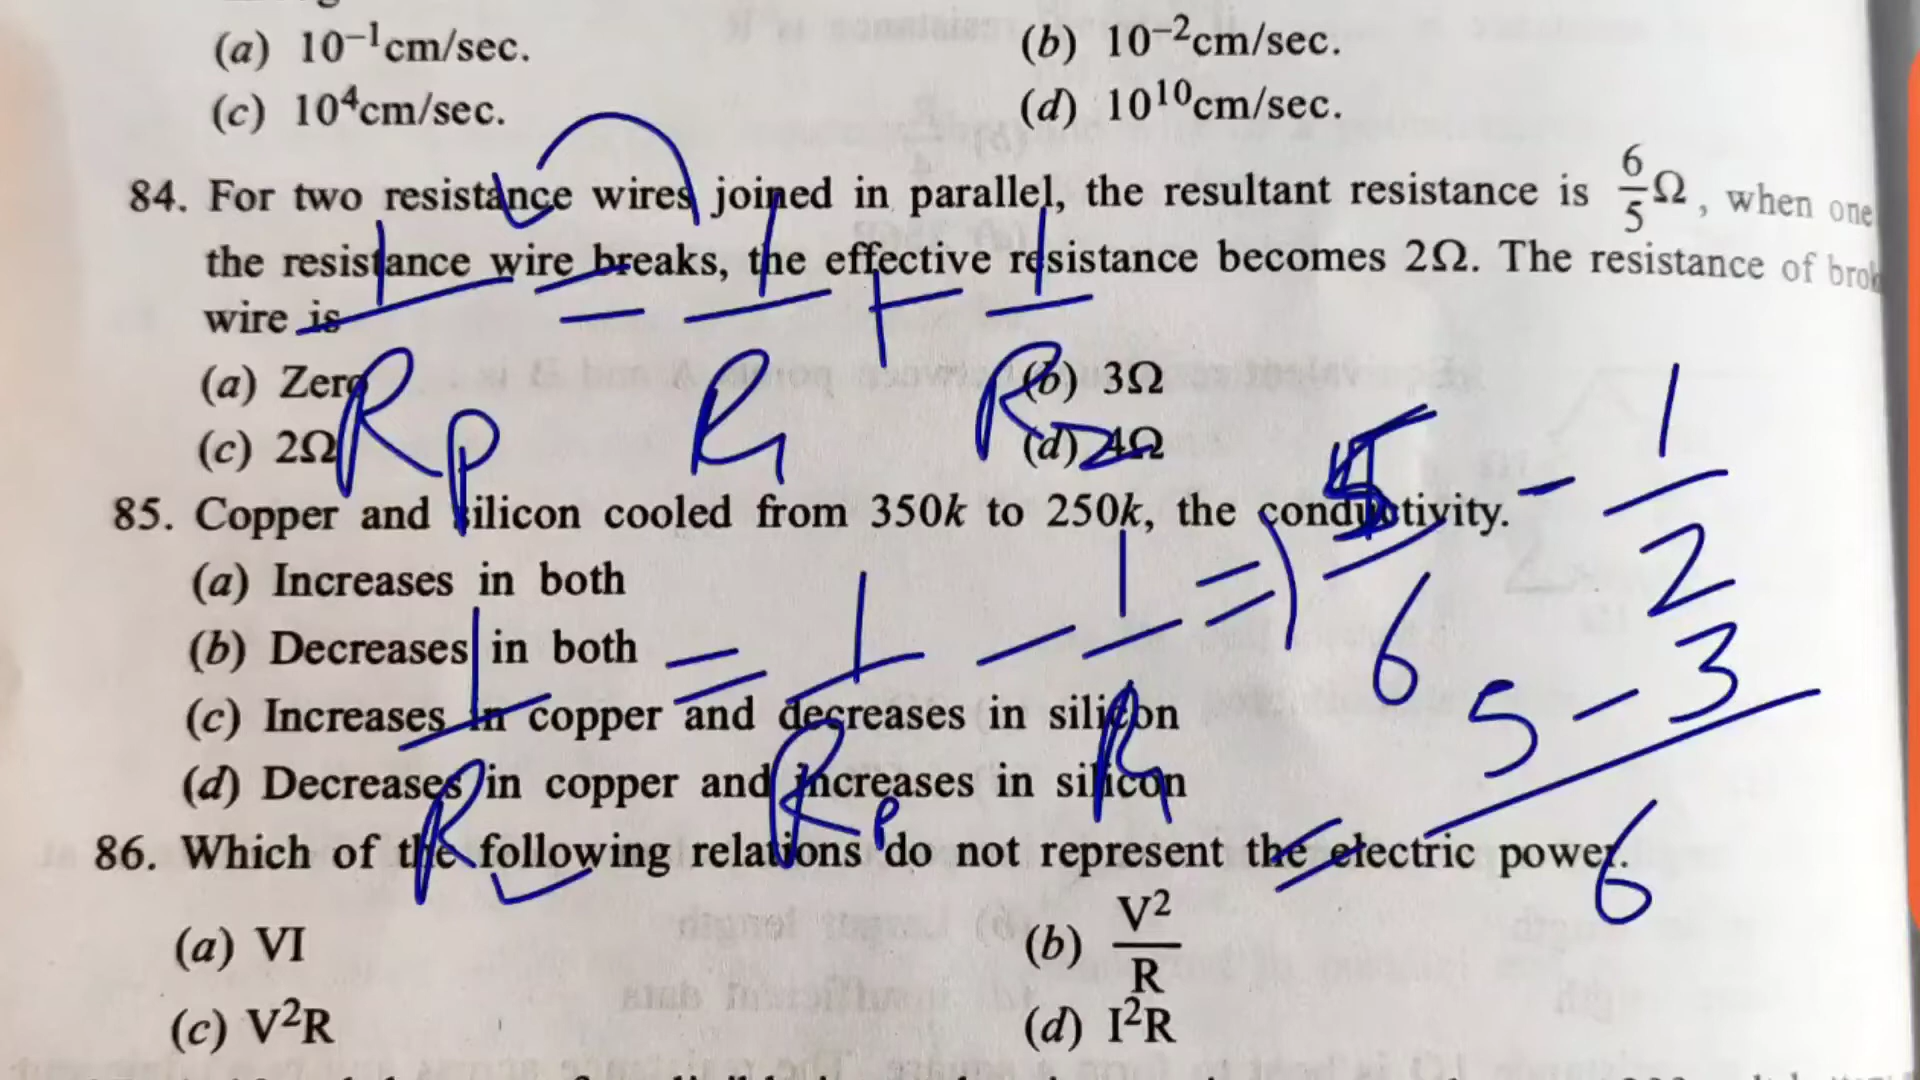 (a) 10⁻¹cm/sec. (b) 10⁻²cm/sec.
(c) 10⁴cm/sec. (d) 10¹⁰cm/sec.
84. For two resistance wires joined in parallel, the resultant resistance is 6/5 Ω, when one
the resistance wire breaks, the effective resistance becomes 2Ω. The resistance of brok
wire is
(a) Zero (b) 3Ω
(c) 2Ω (d) 4Ω
1/Rp = 1/R1 + 1/R2
85. Copper and silicon cooled from 350k to 250k, the conductivity.
(a) Increases in both
(b) Decreases in both
(c) Increases in copper and decreases in silicon
(d) Decreases in copper and increases in silicon
1/R2 = 1/Rp - 1/R1 => 5/6 - 1/2
= 5 - 3/6
86. Which of the following relations do not represent the electric power.
(a) VI (b) V²/R
(c) V²R (d) I²R